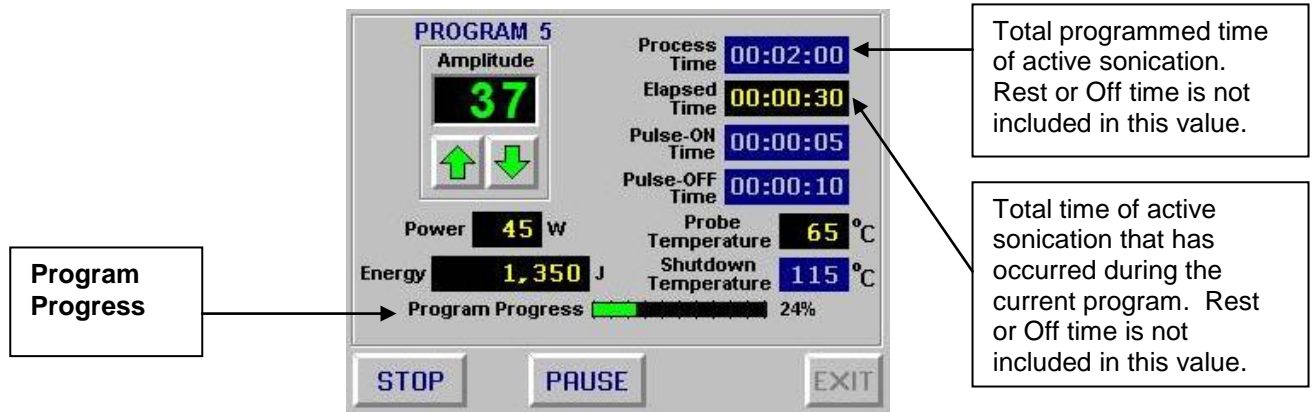 PROGRAM 5
Amplitude
37
Process
Time
00:02:00
Elapsed
Time
00:00:30
Pulse-ON
Time
00:00:05
Pulse-OFF
Time
00:00:10
Power 45 W
Probe
Temperature
65 °C
Energy 1,350 J
Shutdown
Temperature
115 °C
Program Progress 24%
STOP PAUSE EXIT
Program
Progress
Total programmed time
of active sonication.
Rest or Off time is not
included in this value.
Total time of active
sonication that has
occurred during the
current program. Rest
or Off time is not
included in this value.